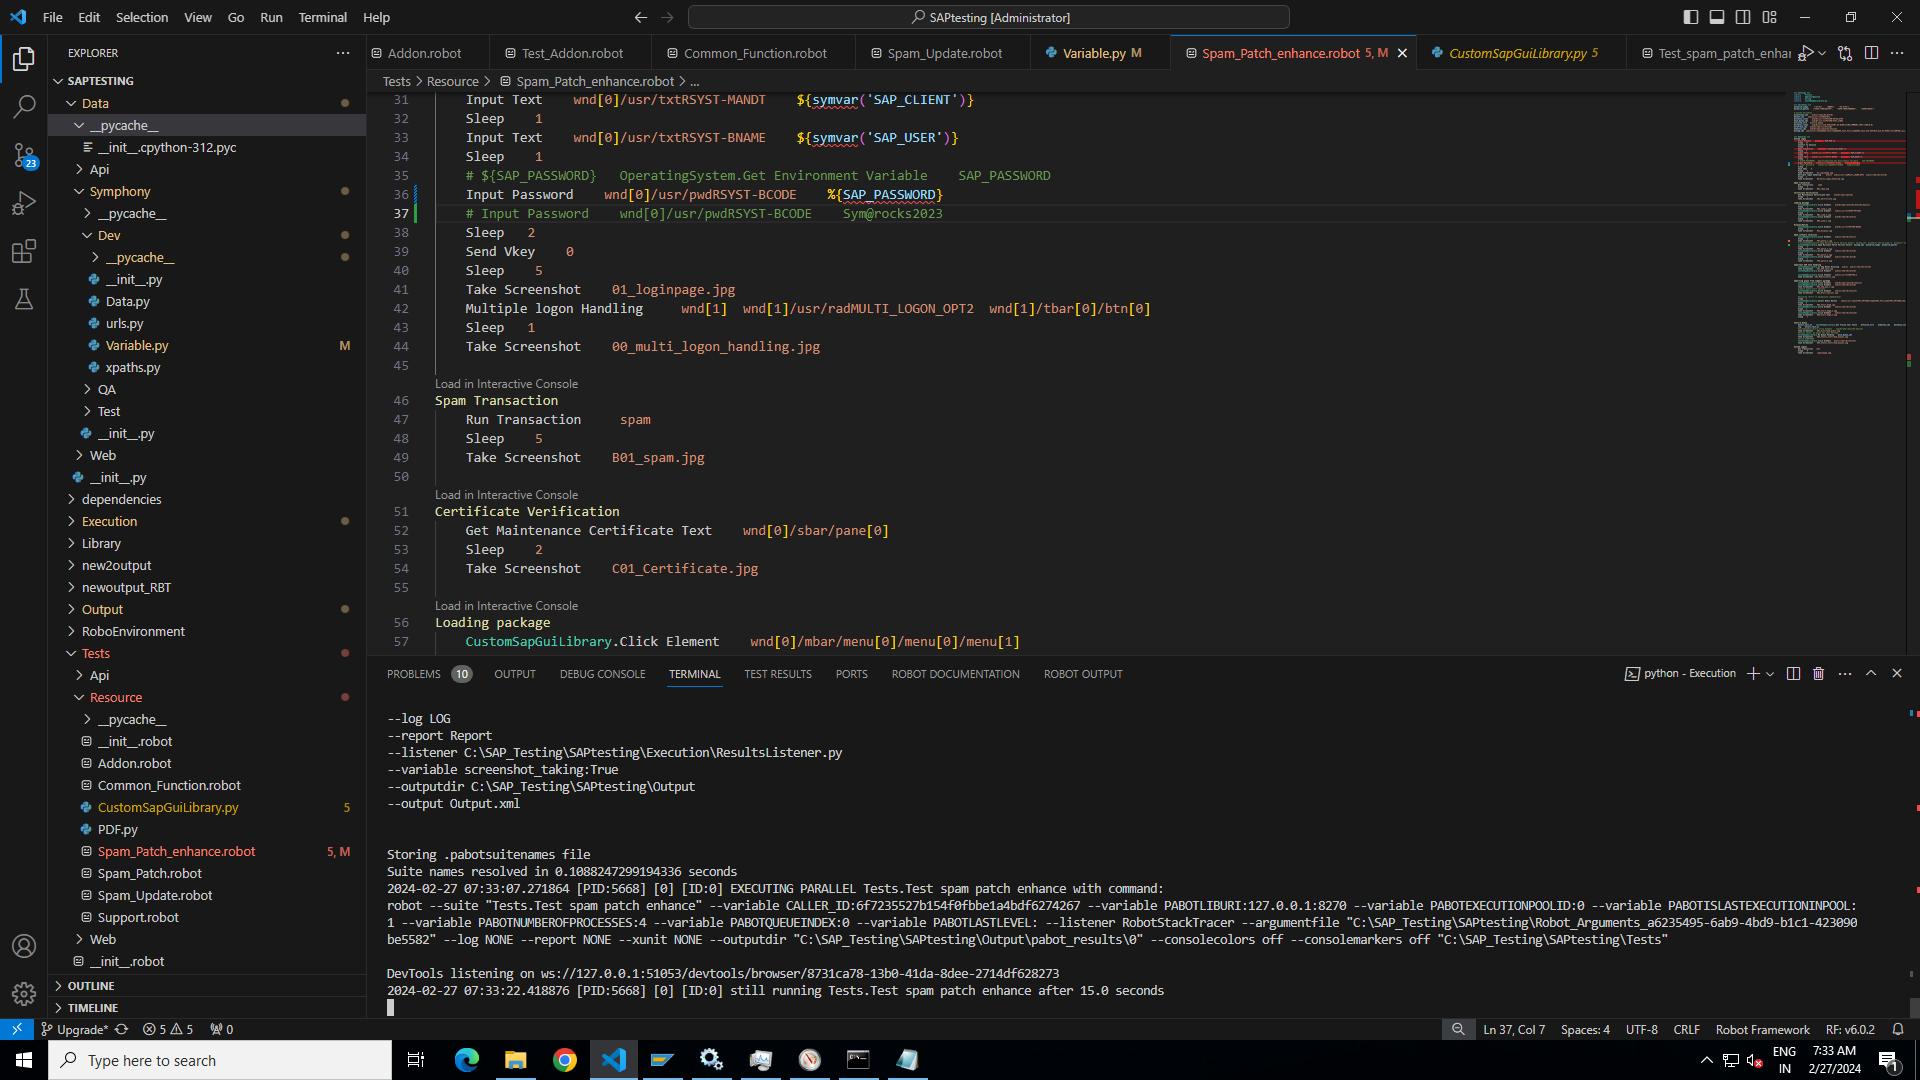 File Edit Selection View Go Run Terminal Help
SAPtesting [Administrator]
EXPLORER
Addon.robot
Test_Addon.robot
Common_Function.robot
Spam_Update.robot
Variable.py M
Spam_Patch_enhance.robot 5, M
CustomSapGuiLibrary.py 5
Test_spam_patch_enhar
Tests > Resource > Spam_Patch_enhance.robot > ...
SAPTESTING
Data
__pycache__
__init__.cpython-312.pyc
Api
Symphony
__pycache__
Dev
__pycache__
__init__.py
Data.py
urls.py
Variable.py M
xpaths.py
QA
Test
__init__.py
Web
__init__.py
dependencies
Execution
Library
new2output
newoutput_RBT
Output
RoboEnvironment
Tests
Api
Resource
__pycache__
__init__.robot
Addon.robot
Common_Function.robot
CustomSapGuiLibrary.py 5
PDF.py
Spam_Patch_enhance.robot 5, M
Spam_Patch.robot
Spam_Update.robot
Support.robot
Web
__init__.robot
OUTLINE
TIMELINE
31 Input Text wnd[0]/usr/txtRSYST-MANDT ${symvar('SAP_CLIENT')}
32 Sleep 1
33 Input Text wnd[0]/usr/txtRSYST-BNAME ${symvar('SAP_USER')}
34 Sleep 1
35 # ${SAP_PASSWORD} OperatingSystem.Get Environment Variable SAP_PASSWORD
36 Input Password wnd[0]/usr/pwdRSYST-BCODE %{SAP_PASSWORD}
37 # Input Password wnd[0]/usr/pwdRSYST-BCODE Sym@rocks2023
38 Sleep 2
39 Send Vkey 0
40 Sleep 5
41 Take Screenshot 01_loginpage.jpg
42 Multiple logon Handling wnd[1] wnd[1]/usr/radMULTI_LOGON_OPT2 wnd[1]/tbar[0]/btn[0]
43 Sleep 1
44 Take Screenshot 00_multi_logon_handling.jpg
45
Load in Interactive Console
46 Spam Transaction
47 Run Transaction spam
48 Sleep 5
49 Take Screenshot B01_spam.jpg
50
Load in Interactive Console
51 Certificate Verification
52 Get Maintenance Certificate Text wnd[0]/sbar/pane[0]
53 Sleep 2
54 Take Screenshot C01_Certificate.jpg
55
Load in Interactive Console
56 Loading package
57 CustomSapGuiLibrary.Click Element wnd[0]/mbar/menu[0]/menu[0]/menu[1]
PROBLEMS 10 OUTPUT DEBUG CONSOLE TERMINAL TEST RESULTS PORTS ROBOT DOCUMENTATION ROBOT OUTPUT
python - Execution
--log LOG
--report Report
--listener C:\SAP_Testing\SAPtesting\Execution\ResultsListener.py
--variable screenshot_taking:True
--outputdir C:\SAP_Testing\SAPtesting\Output
--output Output.xml
Storing .pabotsuitenames file
Suite names resolved in 0.1088247299194336 seconds
2024-02-27 07:33:07.271864 [PID:5668] [0] [ID:0] EXECUTING PARALLEL Tests.Test spam patch enhance with command:
robot --suite "Tests.Test spam patch enhance" --variable CALLER_ID:6f7235527b154f0fbbe1a4bdf6274267 --variable PABOTLIBURI:127.0.0.1:8270 --variable PABOTEXECUTIONPOOLID:0 --variable PABOTISLASTEXECUTIONINPOOL:
1 --variable PABOTNUMBEROFPROCESSES:4 --variable PABOTQUEUEINDEX:0 --variable PABOTLASTLEVEL: --listener RobotStackTracer --argumentfile "C:\SAP_Testing\SAPtesting\Robot_Arguments_a6235495-6ab9-4bd9-b1c1-423090
be5582" --log NONE --report NONE --xunit NONE --outputdir "C:\SAP_Testing\SAPtesting\Output\pabot_results\0" --consolecolors off --consolemarkers off "C:\SAP_Testing\SAPtesting\Tests"
DevTools listening on ws://127.0.0.1:51053/devtools/browser/8731ca78-13b0-41da-8dee-2714df628273
2024-02-27 07:33:22.418876 [PID:5668] [0] [ID:0] still running Tests.Test spam patch enhance after 15.0 seconds
23
Upgrade* 5 5 0
Ln 37, Col 7 Spaces: 4 UTF-8 CRLF Robot Framework RF: v6.0.2
Type here to search
ENG
IN
7:33 AM
2/27/2024
1